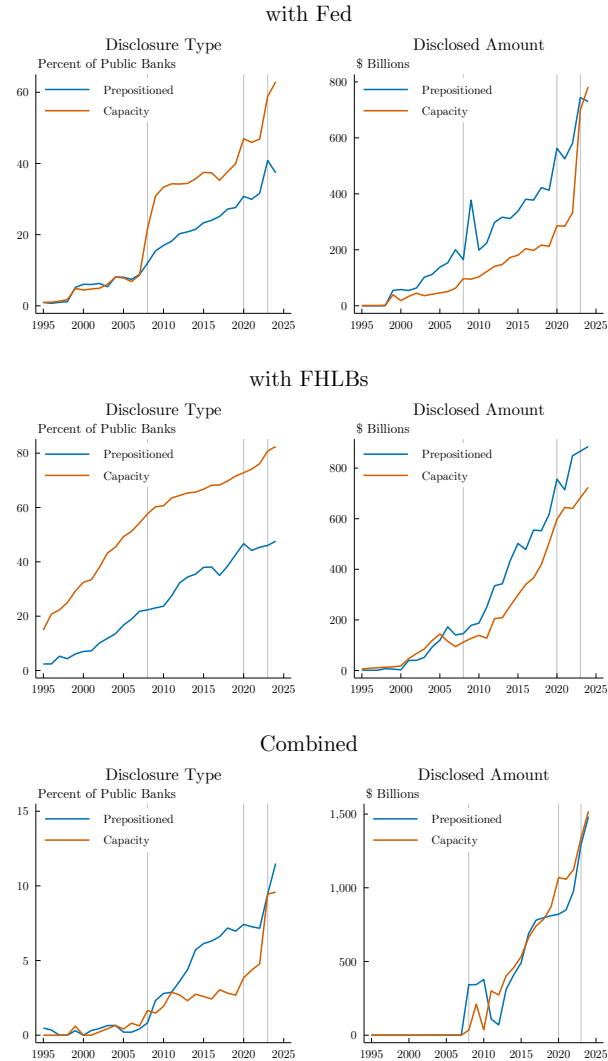 with Fed
Disclosure Type
Percent of Public Banks
60
40
20
0
Prepositioned
Capacity
1995 2000 2005 2010 2015 2020 2025
Disclosed Amount
$ Billions
800
600
400
200
0
Prepositioned
Capacity
1995 2000 2005 2010 2015 2020 2025
with FHLBs
Disclosure Type
Percent of Public Banks
80
60
40
20
0
Prepositioned
Capacity
1995 2000 2005 2010 2015 2020 2025
Disclosed Amount
$ Billions
800
600
400
200
0
Prepositioned
Capacity
1995 2000 2005 2010 2015 2020 2025
Combined
Disclosure Type
Percent of Public Banks
15
10
5
0
Prepositioned
Capacity
1995 2000 2005 2010 2015 2020 2025
Disclosed Amount
$ Billions
1,500
1,000
500
0
Prepositioned
Capacity
1995 2000 2005 2010 2015 2020 2025